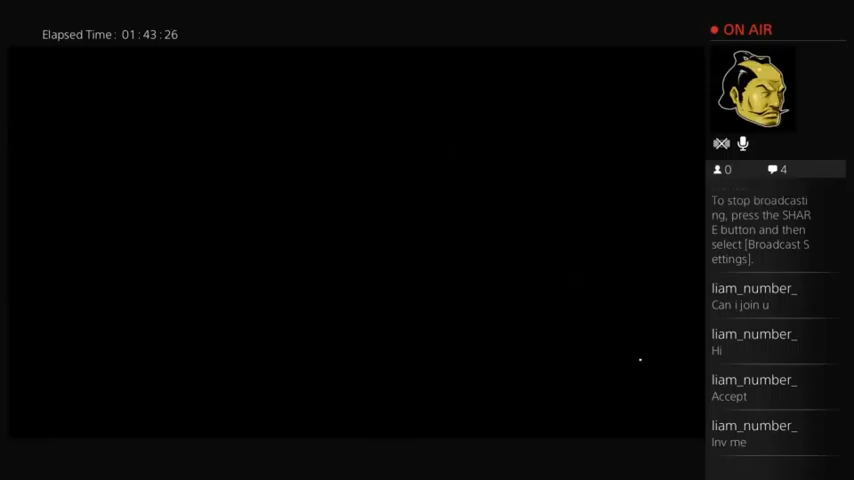 Elapsed Time: 01:43:26
ON AIR
0 4
To stop broadcasti
ng, press the SHAR
E button and then
select [Broadcast S
ettings].
liam_number_
Can i join u
liam_number_
Hi
liam_number_
Accept
liam_number_
Inv me